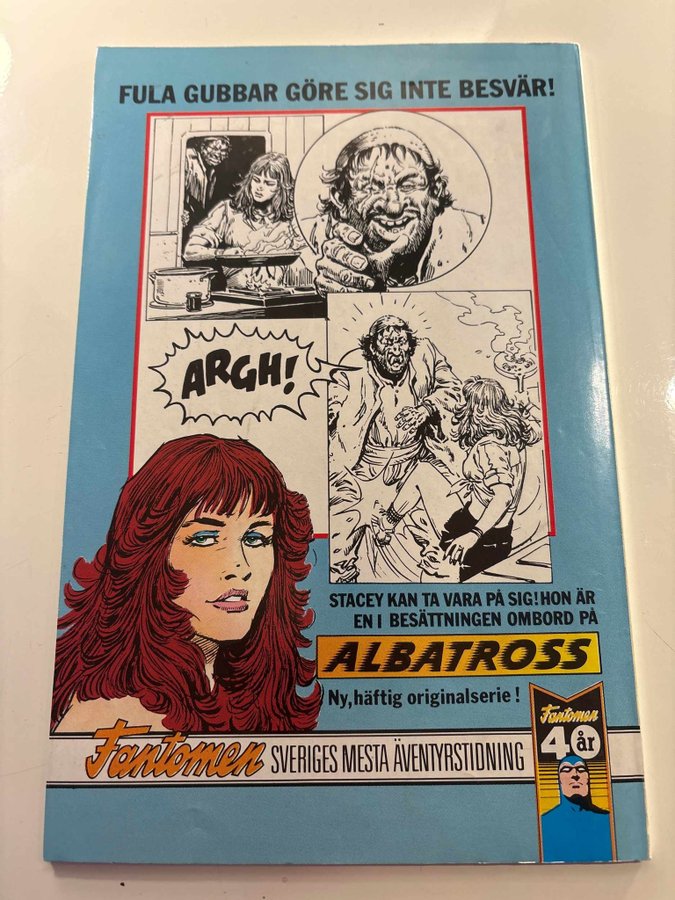 FULA GUBBAR GÖRE SIG INTE BESVÄR!
ARGH!
STACEY KAN TA VARA PÅ SIG! HON ÄR
EN I BESÄTTNINGEN OMBORD PÅ
ALBATROSS
Ny, häftig originalserie!
Fantomen SVERIGES MESTA ÄVENTYRSTIDNING
Fantomen
40 år